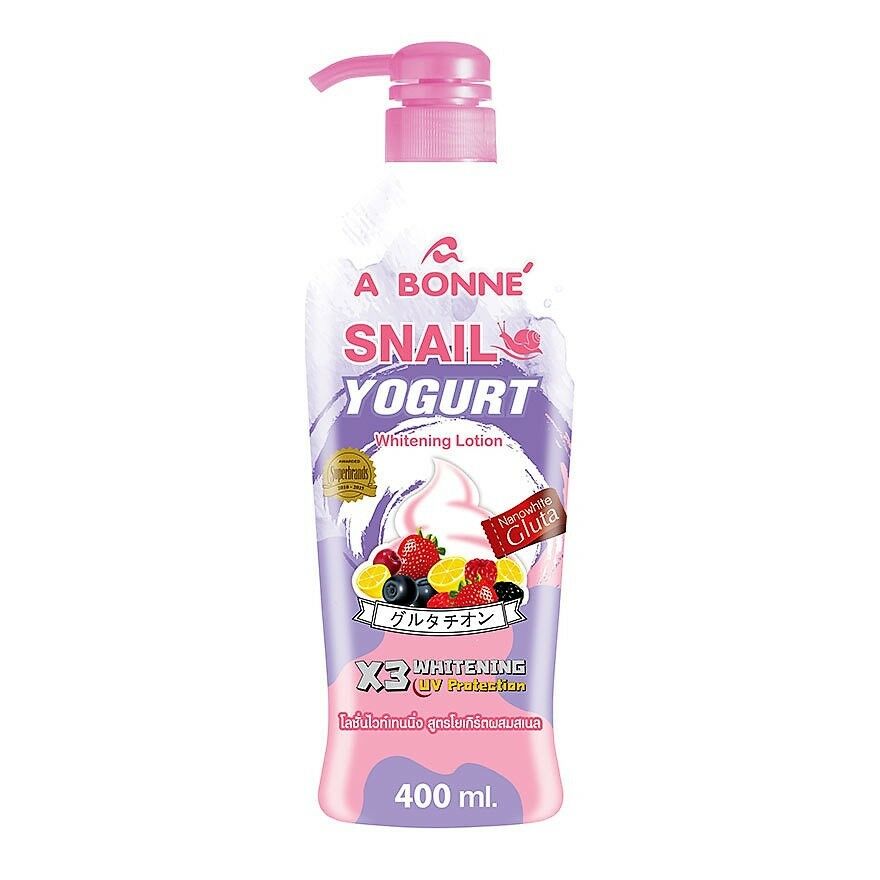 A BONNÉ
SNAIL
YOGURT
Whitening Lotion
AWARDED
Superbrands
Nanowhite
Gluta
グルタチオン
X3 WHITENING
UV Protection
โลชั่นไวท์เทนนิ่ง สูตรโยเกิร์ตผสมสเนล
400 ml.